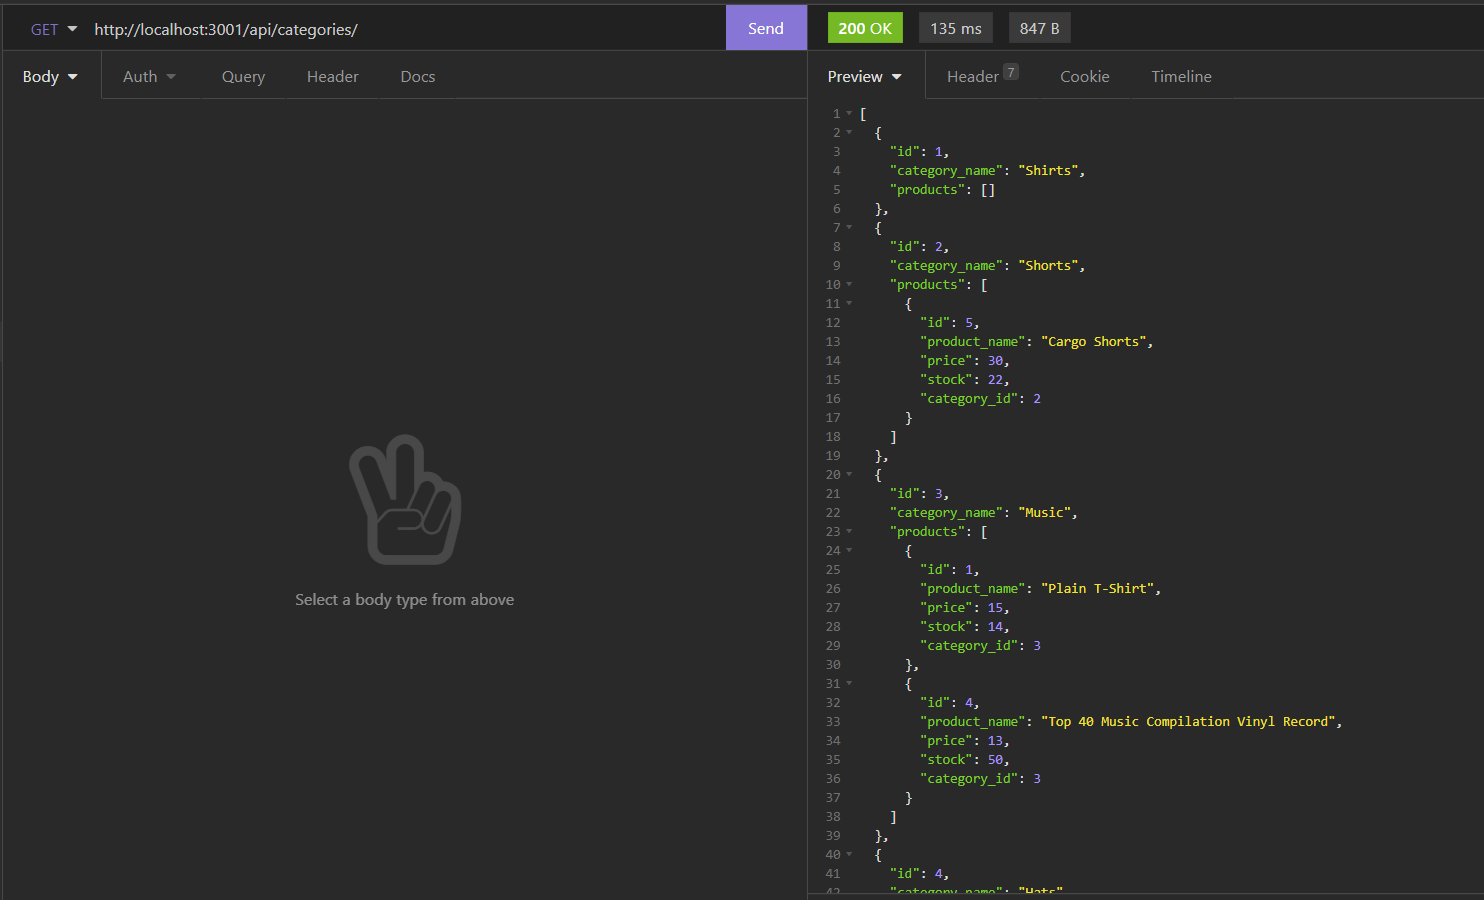 GET http://localhost:3001/api/categories/ Send 200 OK 135 ms 847 B
Body Auth Query Header Docs Preview Header 7 Cookie Timeline
Select a body type from above
1 [
2 {
3 "id": 1,
4 "category_name": "Shirts",
5 "products": []
6 },
7 {
8 "id": 2,
9 "category_name": "Shorts",
10 "products": [
11 {
12 "id": 5,
13 "product_name": "Cargo Shorts",
14 "price": 30,
15 "stock": 22,
16 "category_id": 2
17 }
18 ]
19 },
20 {
21 "id": 3,
22 "category_name": "Music",
23 "products": [
24 {
25 "id": 1,
26 "product_name": "Plain T-Shirt",
27 "price": 15,
28 "stock": 14,
29 "category_id": 3
30 },
31 {
32 "id": 4,
33 "product_name": "Top 40 Music Compilation Vinyl Record",
34 "price": 13,
35 "stock": 50,
36 "category_id": 3
37 }
38 ]
39 },
40 {
41 "id": 4,
42 "category_name": "Hats"